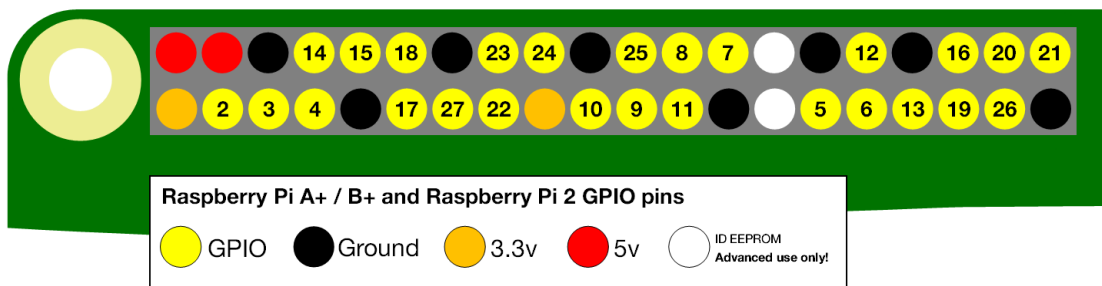 14 15 18 23 24 25 8 7 12 16 20 21
2 3 4 17 27 22 10 9 11 5 6 13 19 26
Raspberry Pi A+ / B+ and Raspberry Pi 2 GPIO pins
GPIO Ground 3.3v 5v ID EEPROM
Advanced use only!